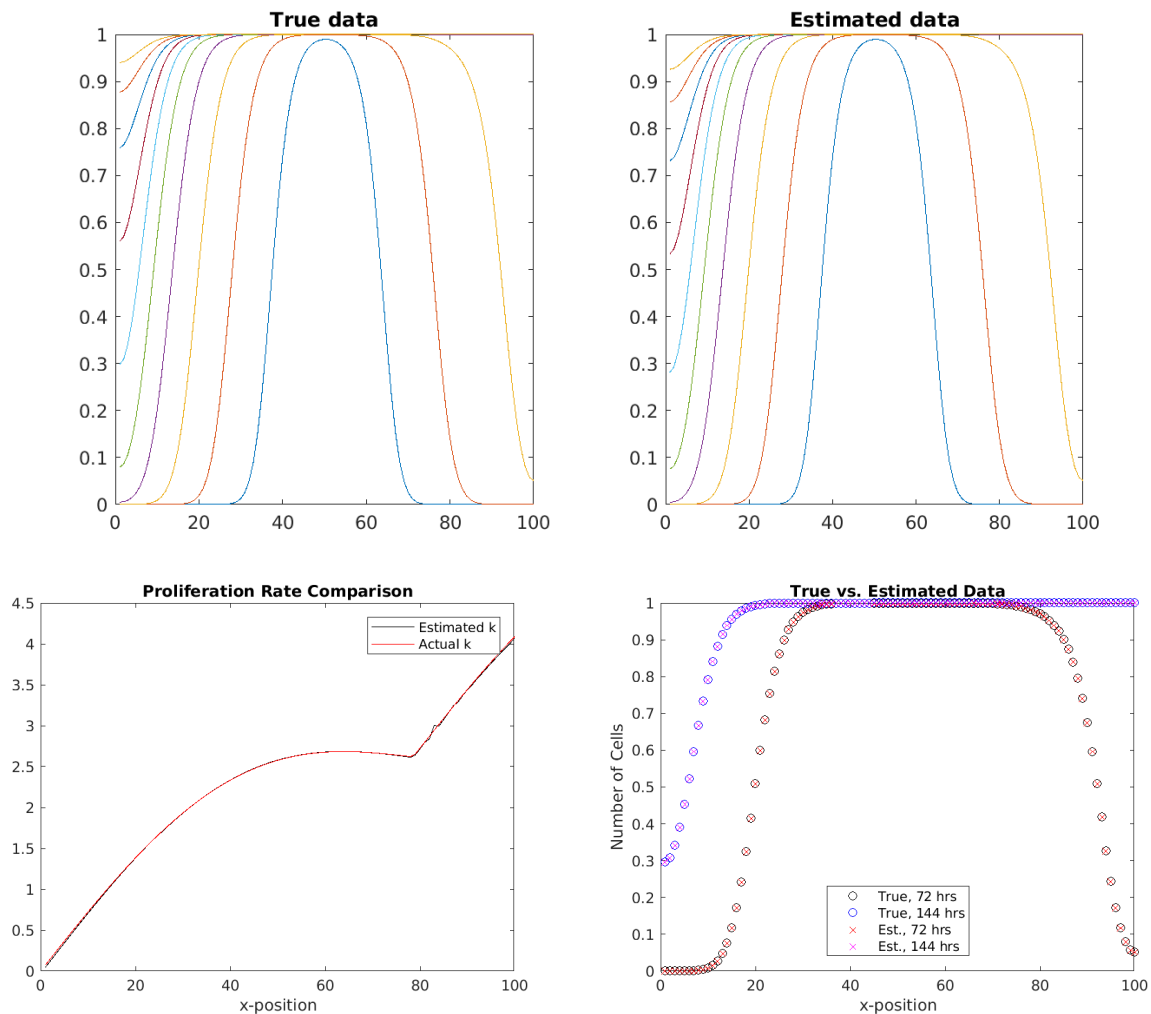 True data
1
0.9
0.8
0.7
0.6
0.5
0.4
0.3
0.2
0.1
0
0 20 40 60 80 100
Estimated data
1
0.9
0.8
0.7
0.6
0.5
0.4
0.3
0.2
0.1
0
0 20 40 60 80 100
Proliferation Rate Comparison
4.5
4
3.5
3
2.5
2
1.5
1
0.5
0
0 20 40 60 80 100
x-position
Estimated k
Actual k
True vs. Estimated Data
Number of Cells
1
0.9
0.8
0.7
0.6
0.5
0.4
0.3
0.2
0.1
0
0 20 40 60 80 100
x-position
True, 72 hrs
True, 144 hrs
Est., 72 hrs
Est., 144 hrs